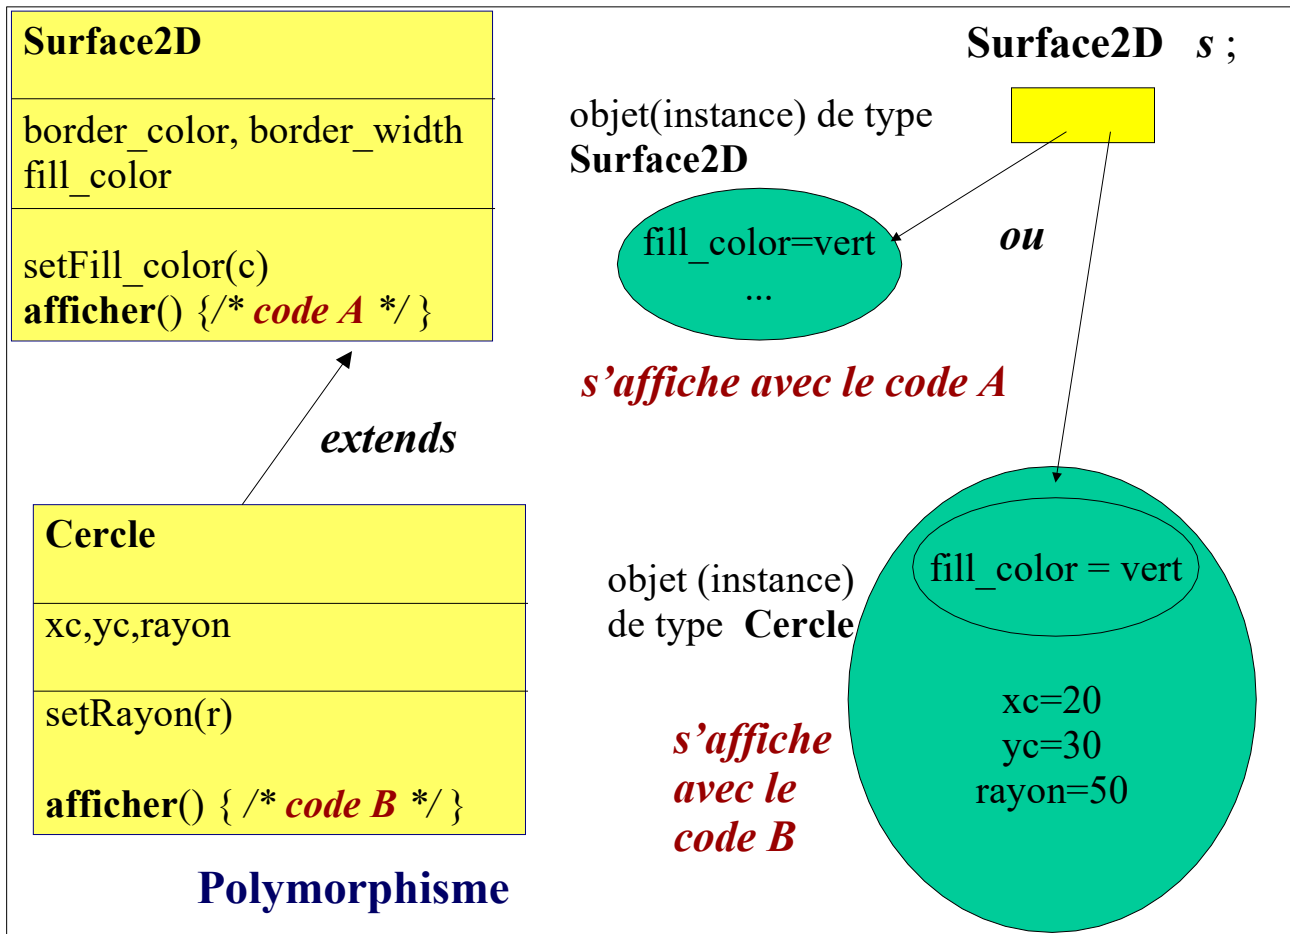 Surface2D
border_color, border_width
fill_color
setFill_color(c)
afficher() {/* code A */ }
extends
Cercle
xc,yc,rayon
setRayon(r)
afficher() { /* code B */ }
Polymorphisme
Surface2D s ;
objet(instance) de type
Surface2D
fill_color=vert
...
ou
s’affiche avec le code A
objet (instance)
de type Cercle
fill_color = vert
xc=20
yc=30
rayon=50
s’affiche
avec le
code B